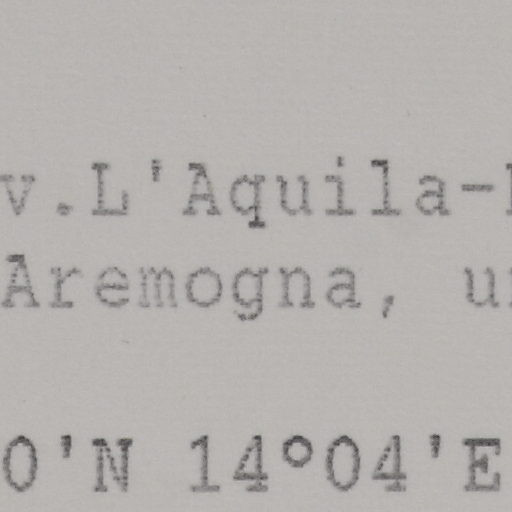 v.L'Aquila-
Aremogna, u
0'N 14°04'E